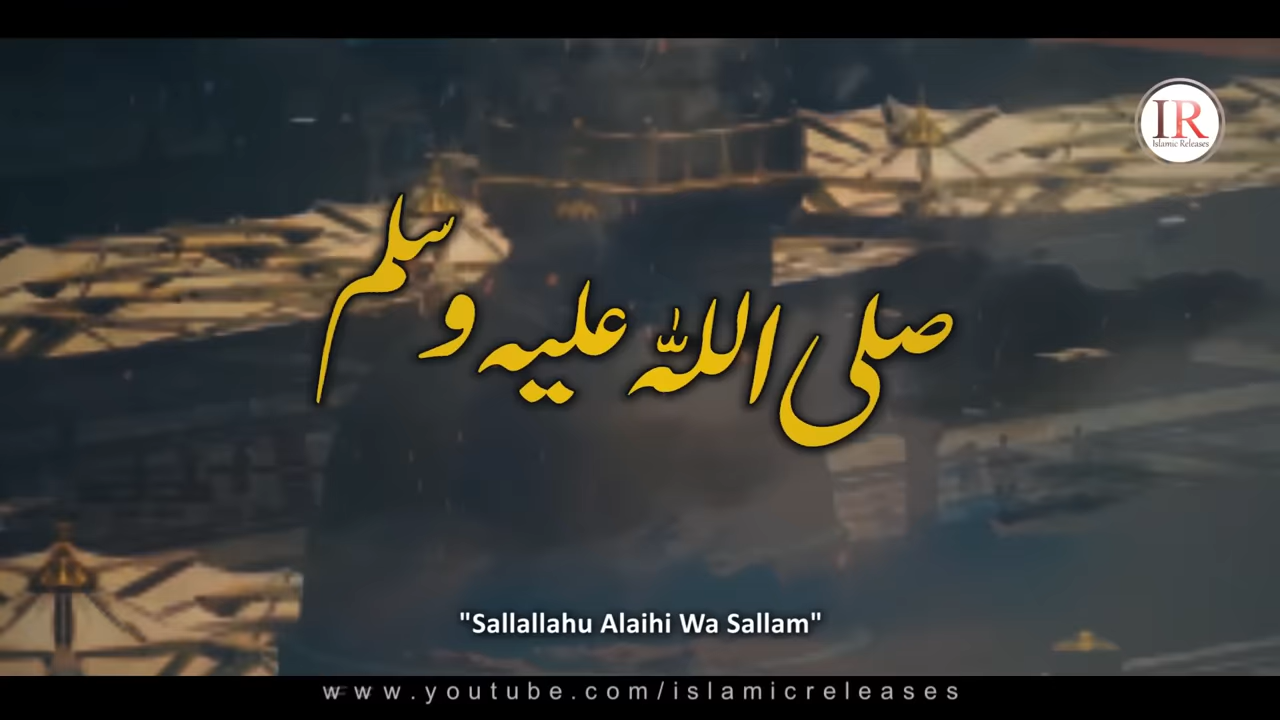 IR
Islamic Releases
صلی اللہ علیہ وسلم
"Sallallahu Alaihi Wa Sallam"
www.youtube.com/islamicreleases